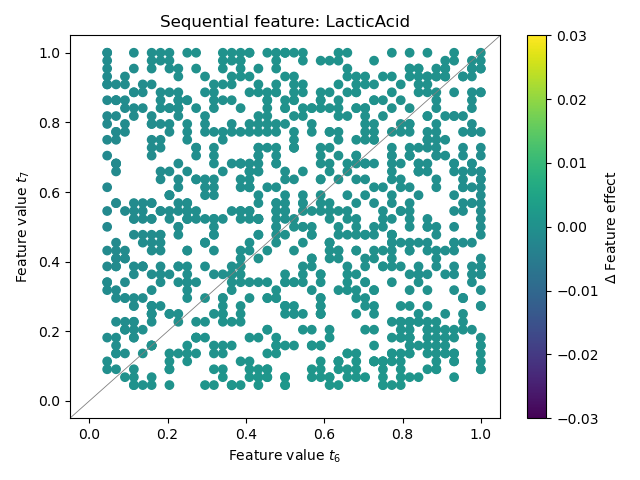 Sequential feature: LacticAcid
Feature value t₇
1.0
0.8
0.6
0.4
0.2
0.0
0.0 0.2 0.4 0.6 0.8 1.0
Feature value t₆
0.03
0.02
0.01
0.00
−0.01
−0.02
−0.03
Δ Feature effect